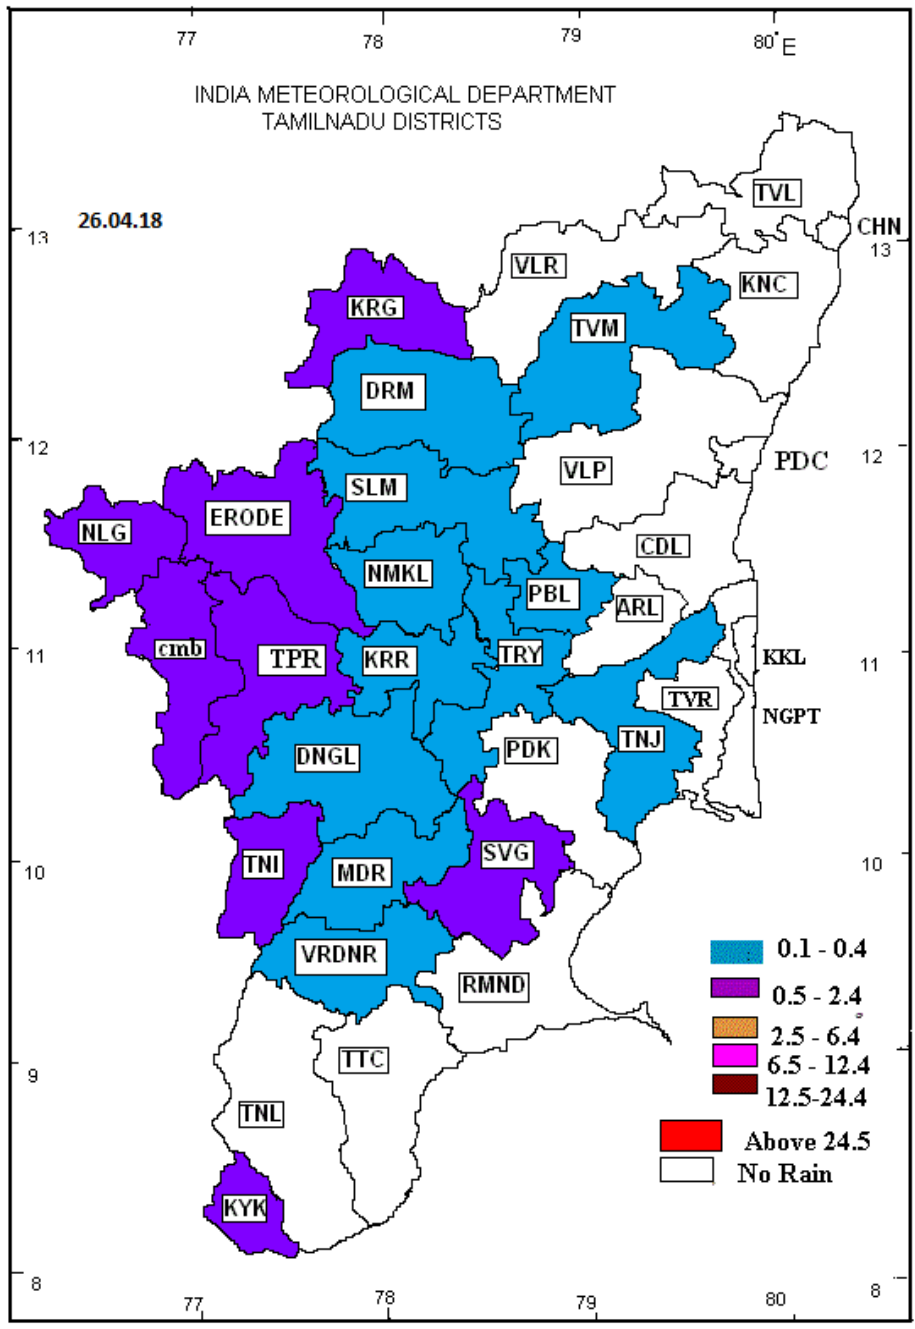 77 78 79 80° E
INDIA METEOROLOGICAL DEPARTMENT
TAMILNADU DISTRICTS
TVL
26.04.18
CHN
13 13
VLR
KNC
KRG
TVM
DRM
12 12
VLP
PDC
SLM
ERODE
NLG
CDL
NMKL
PBL
ARL
11 11
cmb
TPR
KRR
TRY
KKL
TVR
NGPT
DNGL
PDK
TNJ
10 10
TNI
MDR
SVG
VRDNR
RMND
0.1 - 0.4
0.5 - 2.4
2.5 - 6.4
6.5 - 12.4
12.5-24.4
Above 24.5
No Rain
9
TTC
TNL
KYK
8 8
77 78 79 80